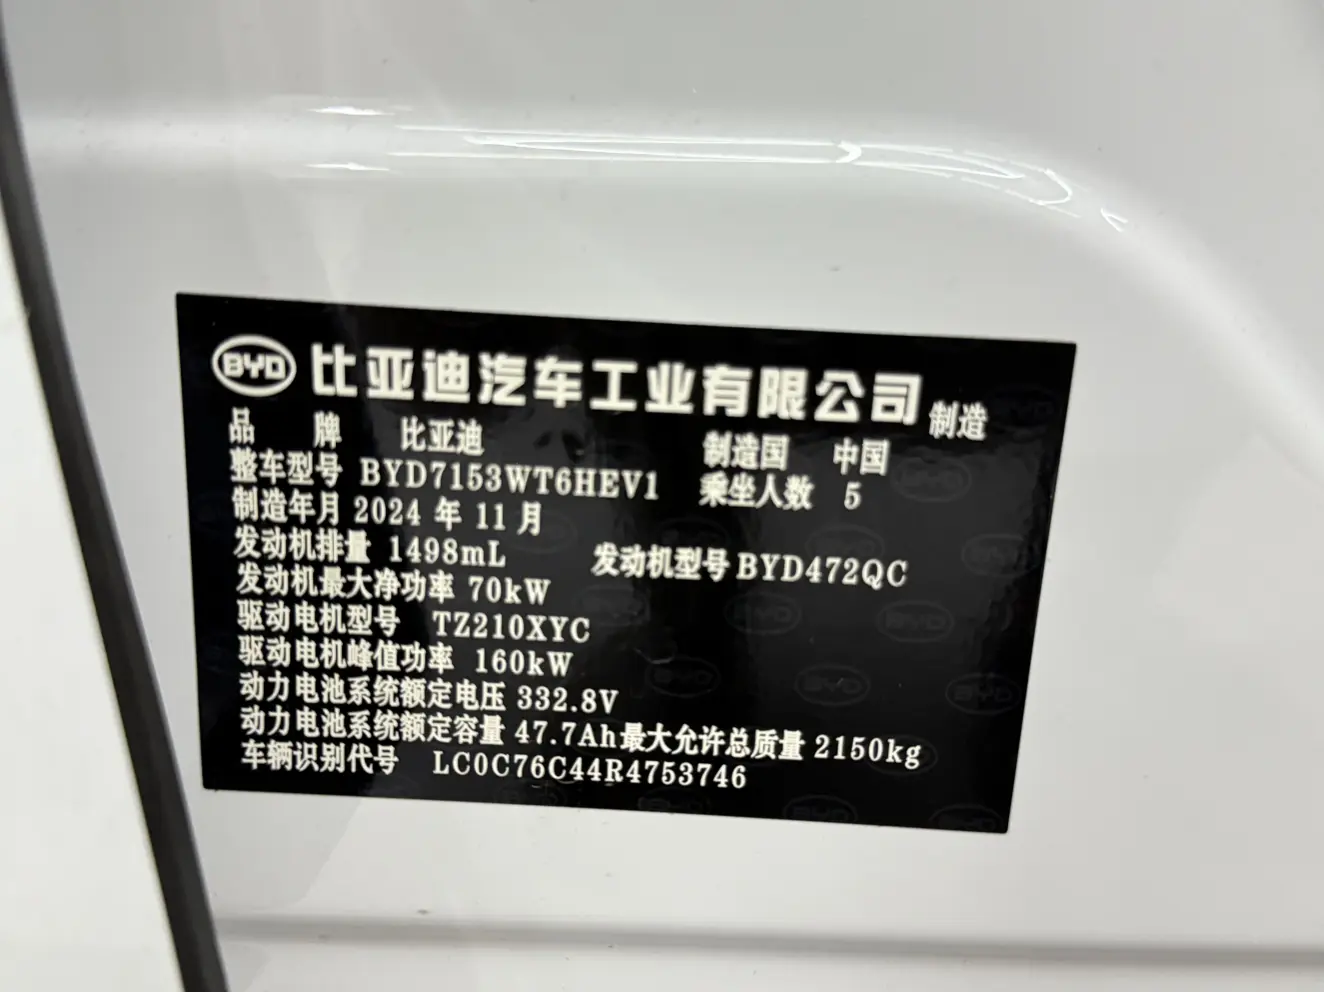 BYD 比亚迪汽车工业有限公司 制造
品 牌 比亚迪 制造国 中国
整车型号 BYD7153WT6HEV1 乘坐人数 5
制造年月 2024 年 11 月
发动机排量 1498mL 发动机型号 BYD472QC
发动机最大净功率 70kW
驱动电机型号 TZ210XYC
驱动电机峰值功率 160kW
动力电池系统额定电压 332.8V
动力电池系统额定容量 47.7Ah 最大允许总质量 2150kg
车辆识别代号 LC0C76C44R4753746